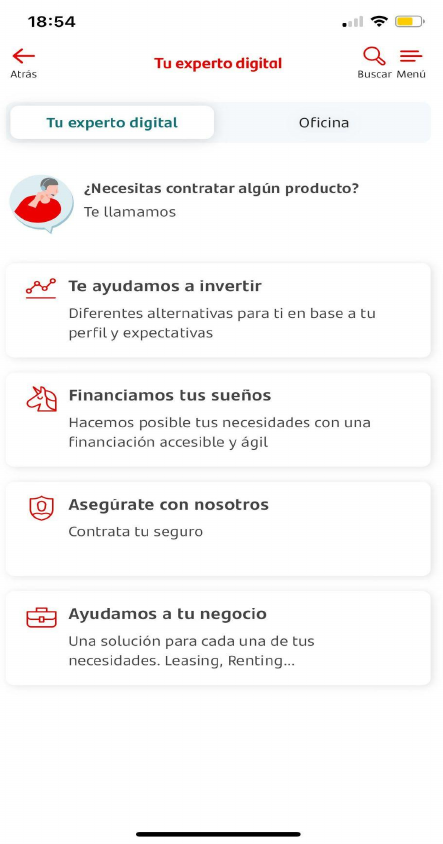 18:54
Atrás
Tu experto digital
Buscar
Menú
Tu experto digital
Oficina
¿Necesitas contratar algún producto?
Te llamamos
Te ayudamos a invertir
Diferentes alternativas para ti en base a tu
perfil y expectativas
Financiamos tus sueños
Hacemos posible tus necesidades con una
financiación accesible y ágil
Asegúrate con nosotros
Contrata tu seguro
Ayudamos a tu negocio
Una solución para cada una de tus
necesidades. Leasing, Renting...